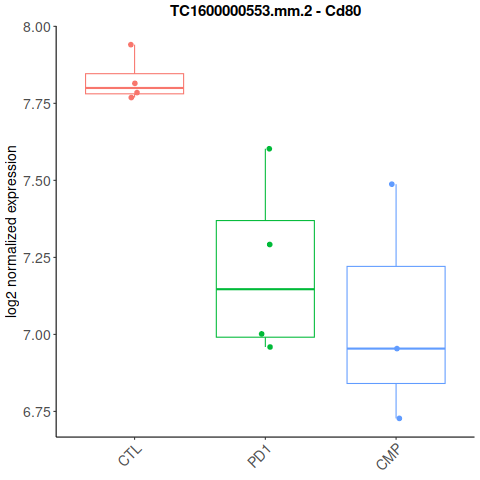 TC1600000553.mm.2 - Cd80
log2 normalized expression
8.00
7.75
7.50
7.25
7.00
6.75
CTL
PD1
CMP